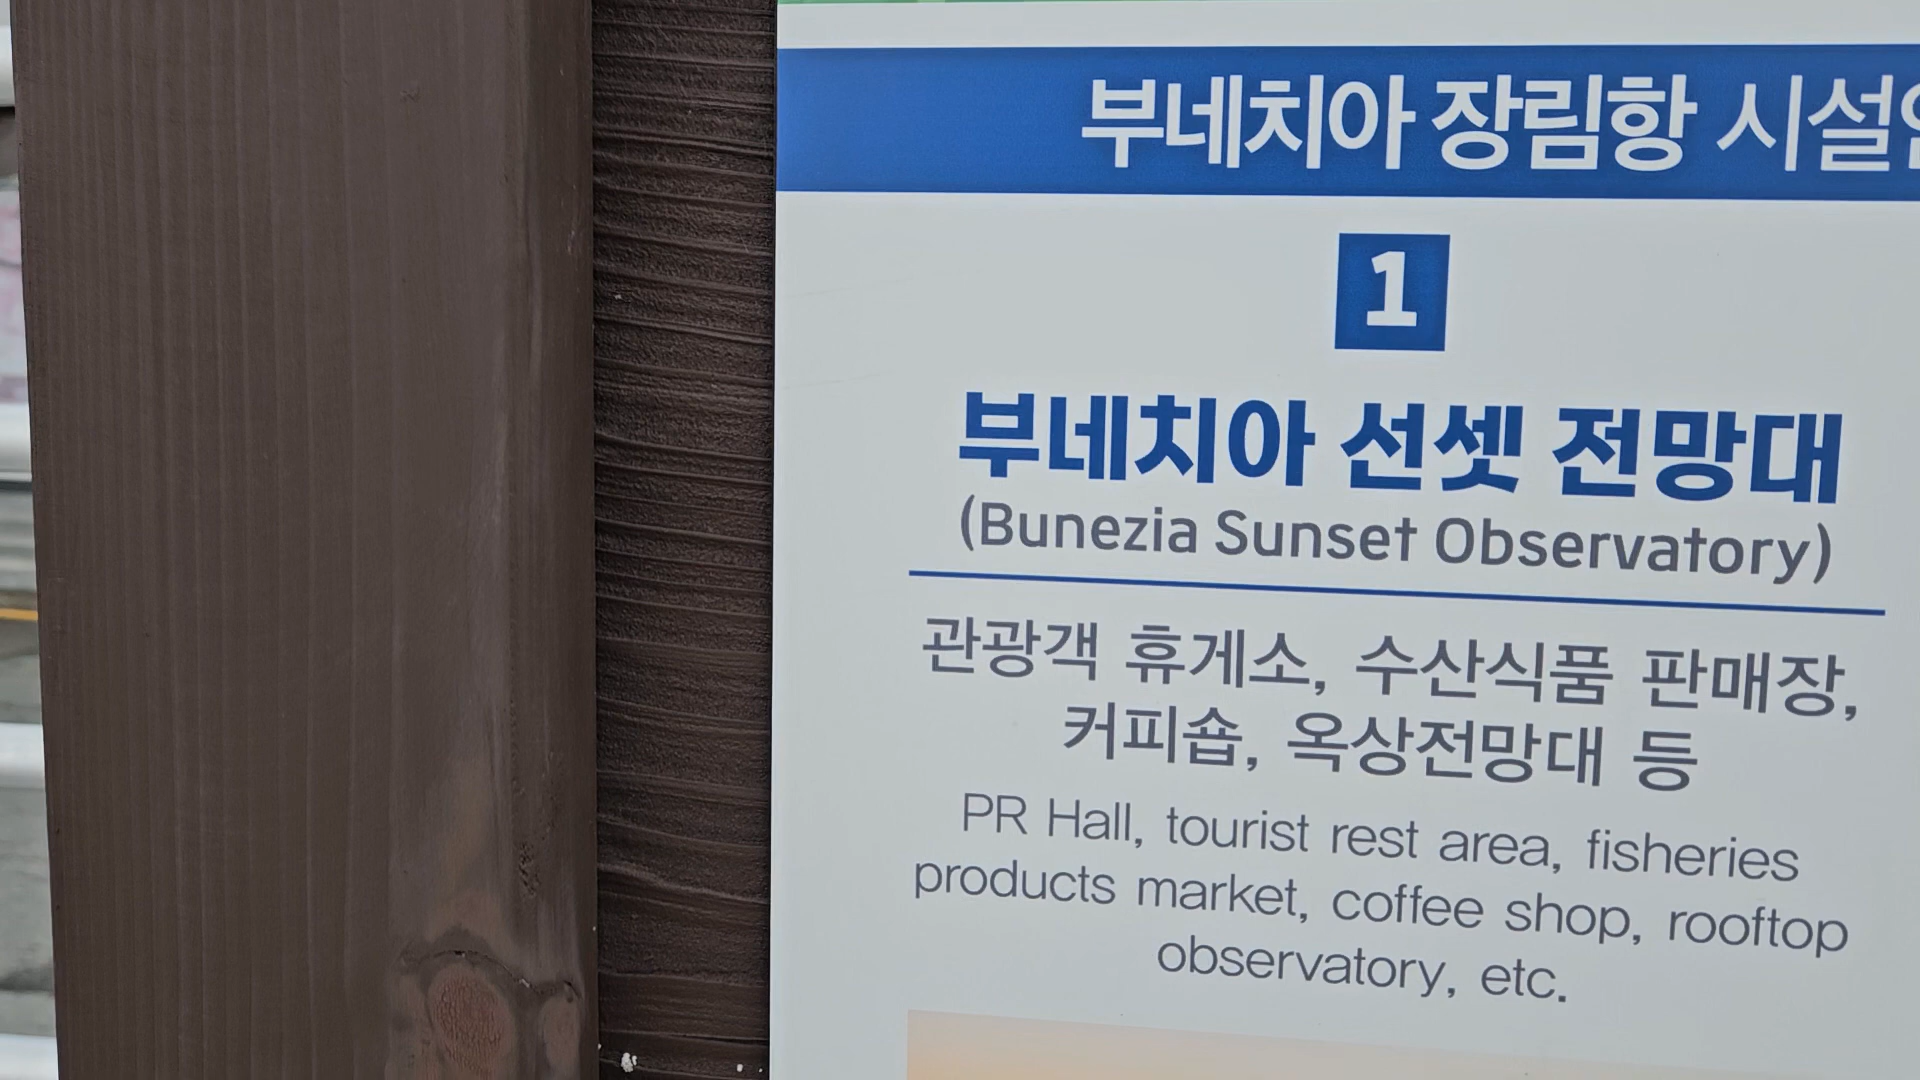 부네치아 장림항 시설
1
부네치아 선셋 전망대
(Bunezia Sunset Observatory)
관광객 휴게소, 수산식품 판매장,
커피숍, 옥상전망대 등
PR Hall, tourist rest area, fisheries
products market, coffee shop, rooftop
observatory, etc.